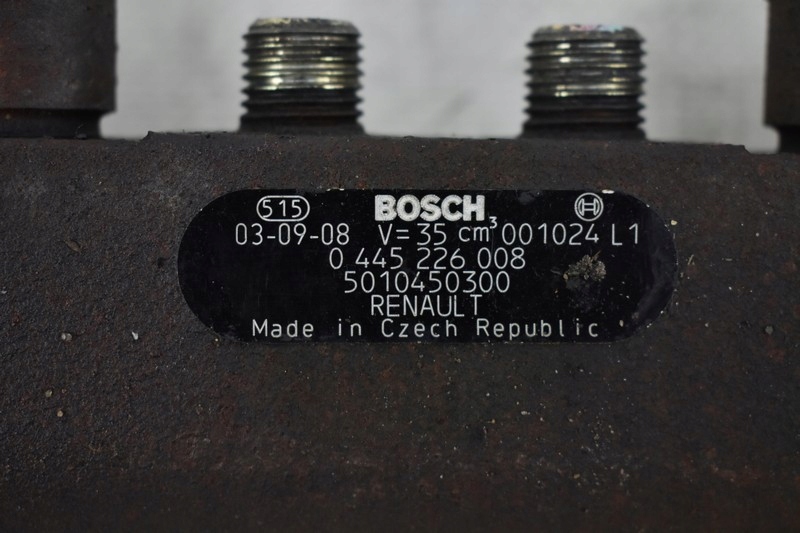 515 BOSCH
03-09-08 V= 35 cm³ 001024 L1
0 445 226 008
5010450300
RENAULT
Made in Czech Republic